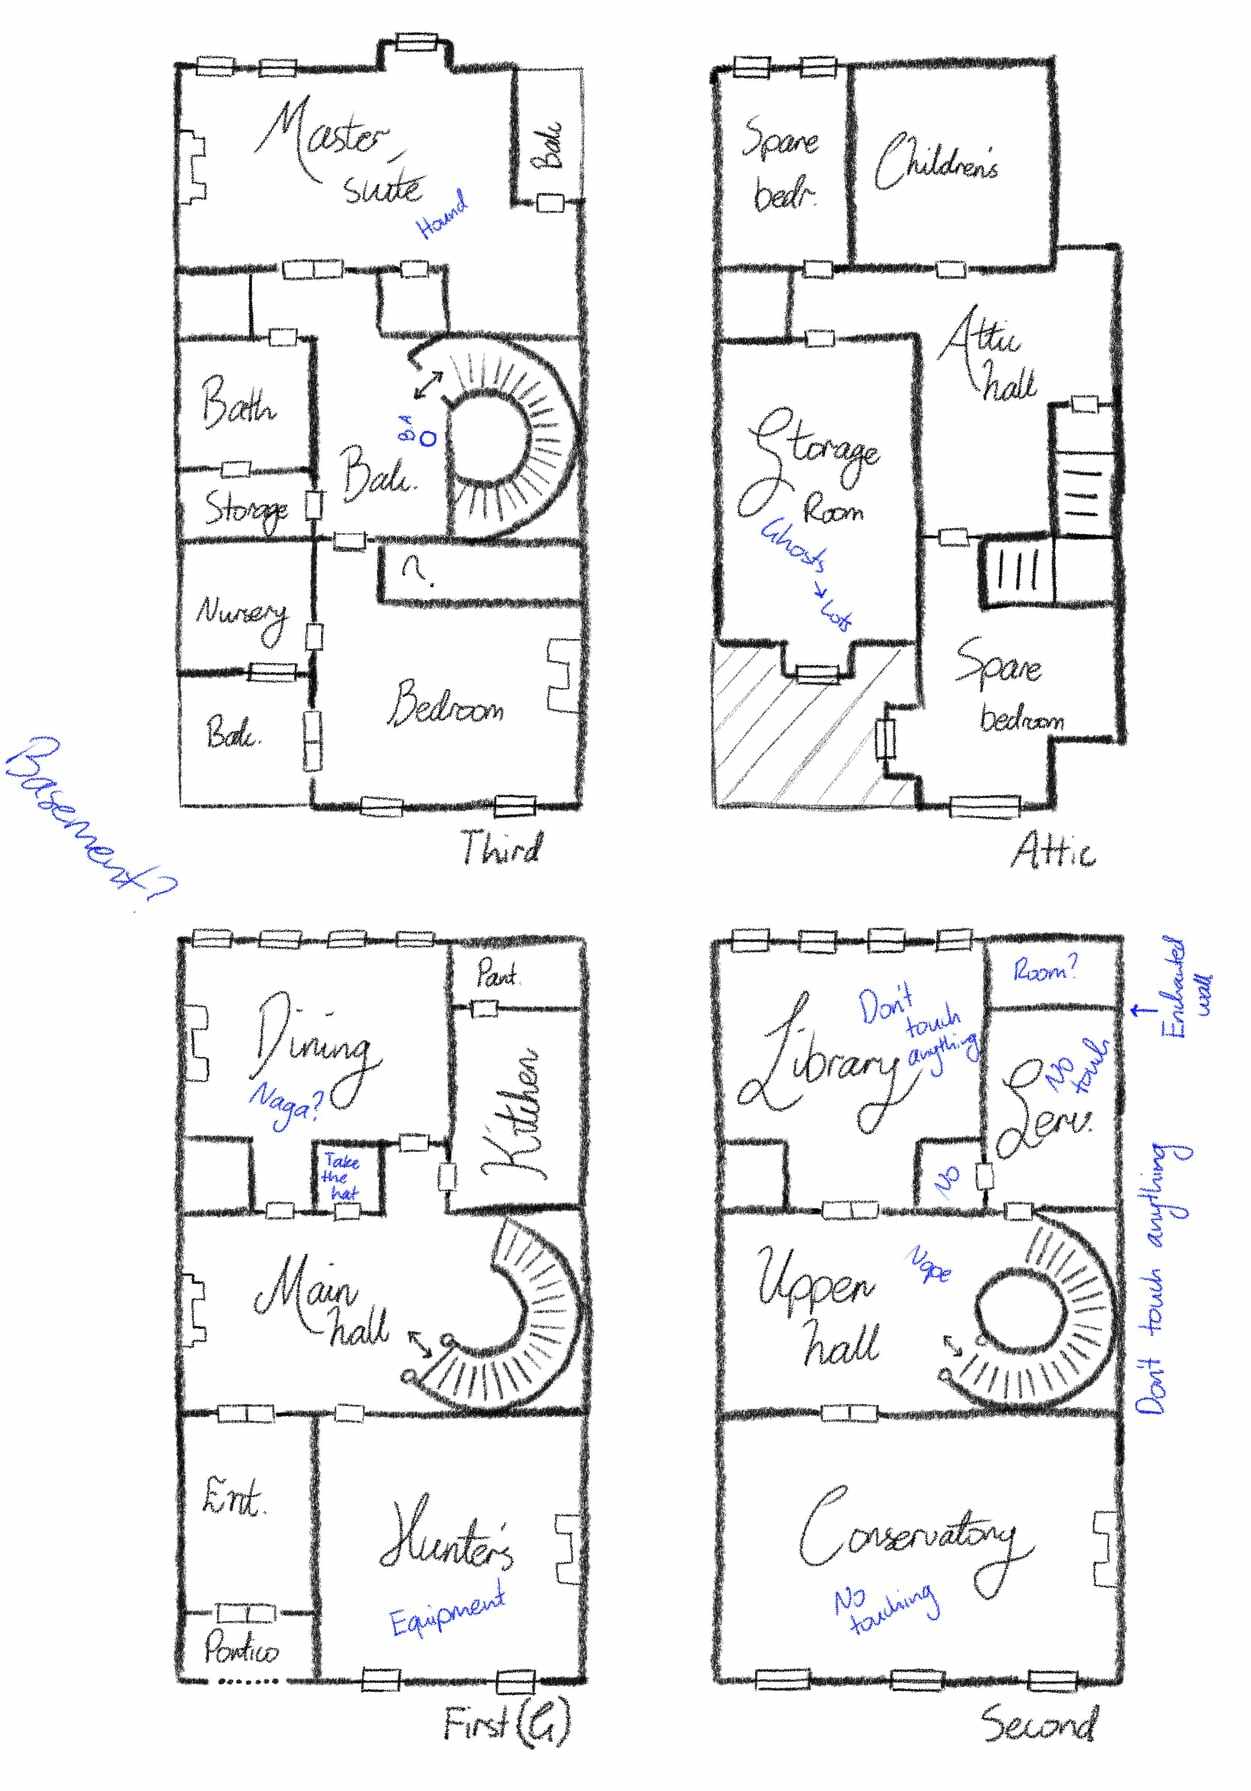 Master
suite
Hound
Balc
Bath
B.A
Balc.
Storage
?
Nursery
Bedroom
Balc.
Third
Spare
bedr.
Children's
Attic
hall
Storage
Room
Ghosts
→ Lots
Spare
bedroom
Attic
Basement?
Pant.
Dining
Naga?
Kitchen
Take
the
hat
Main
hall
Ent.
Hunter's
Equipment
Portico
First (G)
Room?
Enchanted
wall
Library
Don't
touch
anything
No
touch
Serv.
No
Upper
hall
Nope
Don't touch anything
Conservatory
No
touching
Second